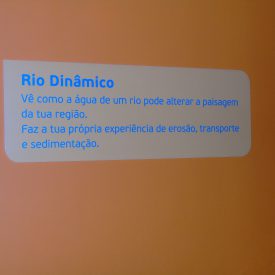 Rio Dinâmico
Vê como a água de um rio pode alterar a paisagem
da tua região.
Faz a tua própria experiência de erosão, transporte
e sedimentação.